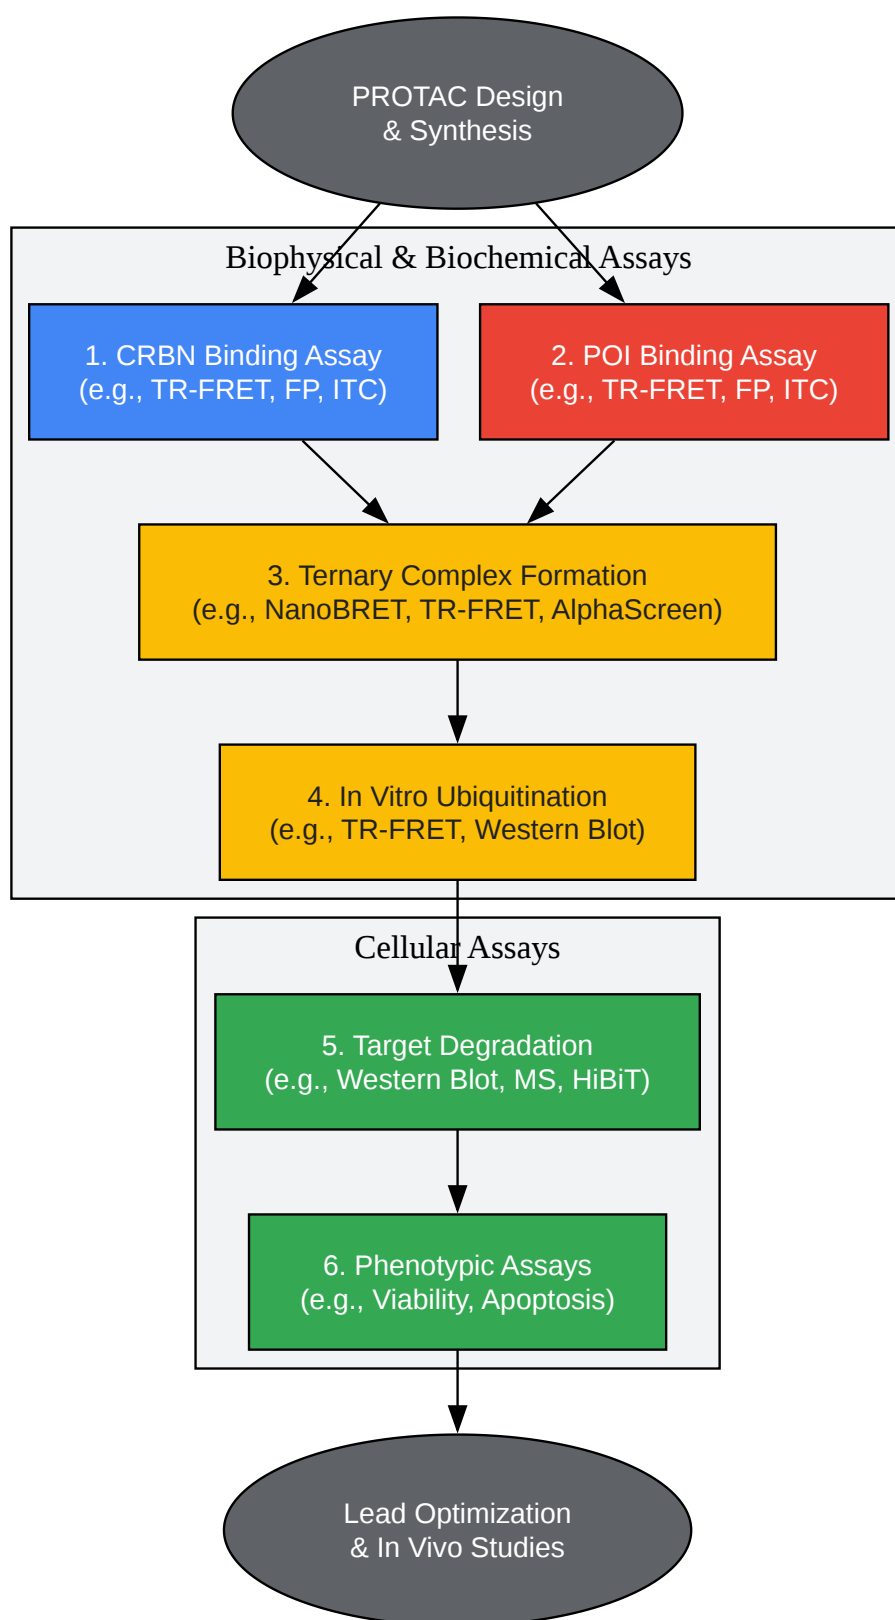 PROTAC Design
& Synthesis
Biophysical & Biochemical Assays
1. CRBN Binding Assay
(e.g., TR-FRET, FP, ITC)
2. POI Binding Assay
(e.g., TR-FRET, FP, ITC)
3. Ternary Complex Formation
(e.g., NanoBRET, TR-FRET, AlphaScreen)
4. In Vitro Ubiquitination
(e.g., TR-FRET, Western Blot)
Cellular Assays
5. Target Degradation
(e.g., Western Blot, MS, HiBiT)
6. Phenotypic Assays
(e.g., Viability, Apoptosis)
Lead Optimization
& In Vivo Studies